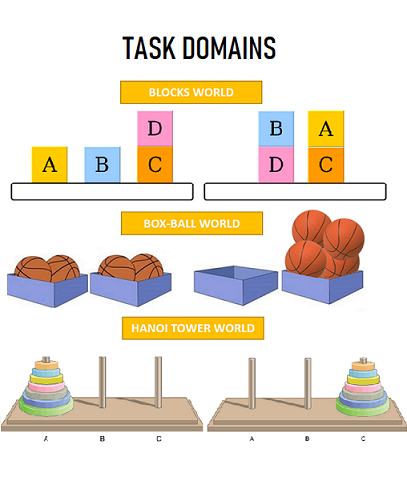 TASK DOMAINS
BLOCKS WORLD
D B A
A B C D C
BOX-BALL WORLD
HANOI TOWER WORLD
A B C A B C